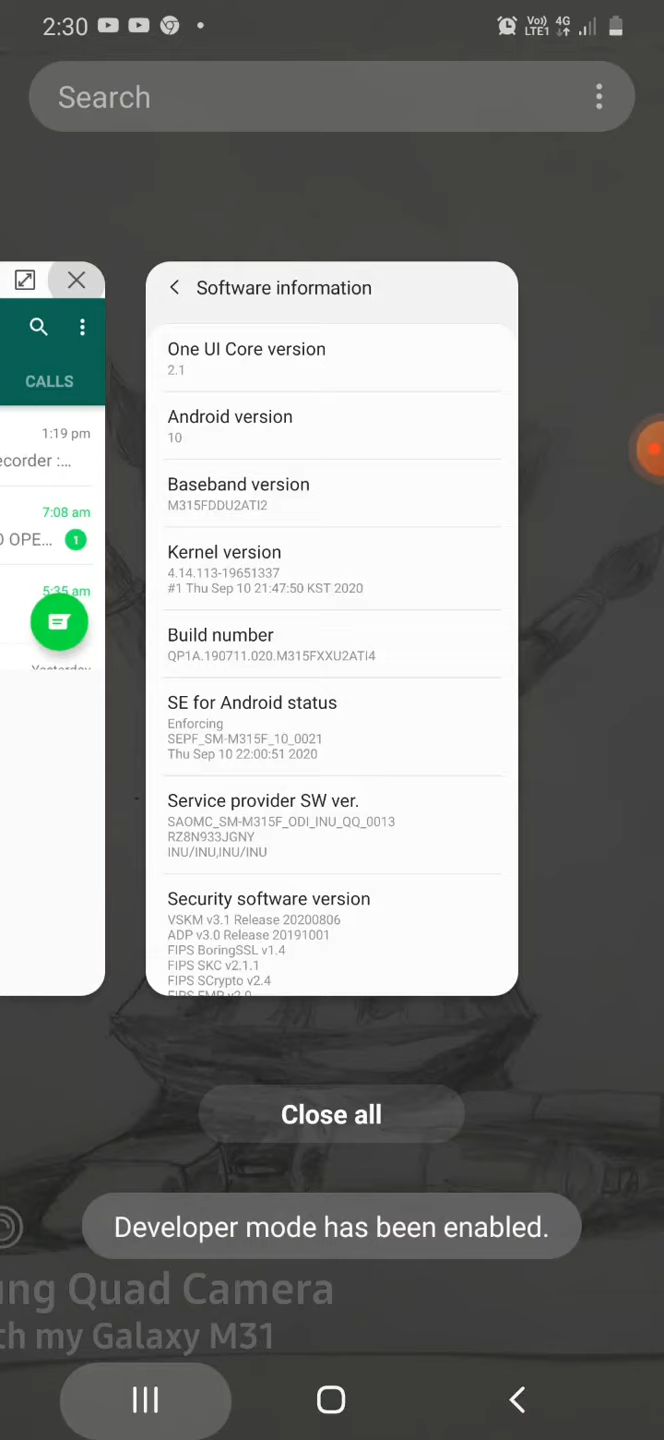 2:30
Vo)) 4G
LTE1
Search
CALLS
1:19 pm
ecorder :...
7:08 am
O OPE... 1
5:35 am
Yesterday
Software information
One UI Core version
2.1
Android version
10
Baseband version
M315FDDU2ATI2
Kernel version
4.14.113-19651337
#1 Thu Sep 10 21:47:50 KST 2020
Build number
QP1A.190711.020.M315FXXU2ATI4
SE for Android status
Enforcing
SEPF_SM-M315F_10_0021
Thu Sep 10 22:00:51 2020
Service provider SW ver.
SAOMC_SM-M315F_ODI_INU_QQ_0013
RZ8N933JGNY
INU/INU,INU/INU
Security software version
VSKM v3.1 Release 20200806
ADP v3.0 Release 20191001
FIPS BoringSSL v1.4
FIPS SKC v2.1.1
FIPS SCrypto v2.4
FIPS FMP v2.0
Close all
Developer mode has been enabled.
ung Quad Camera
th my Galaxy M31